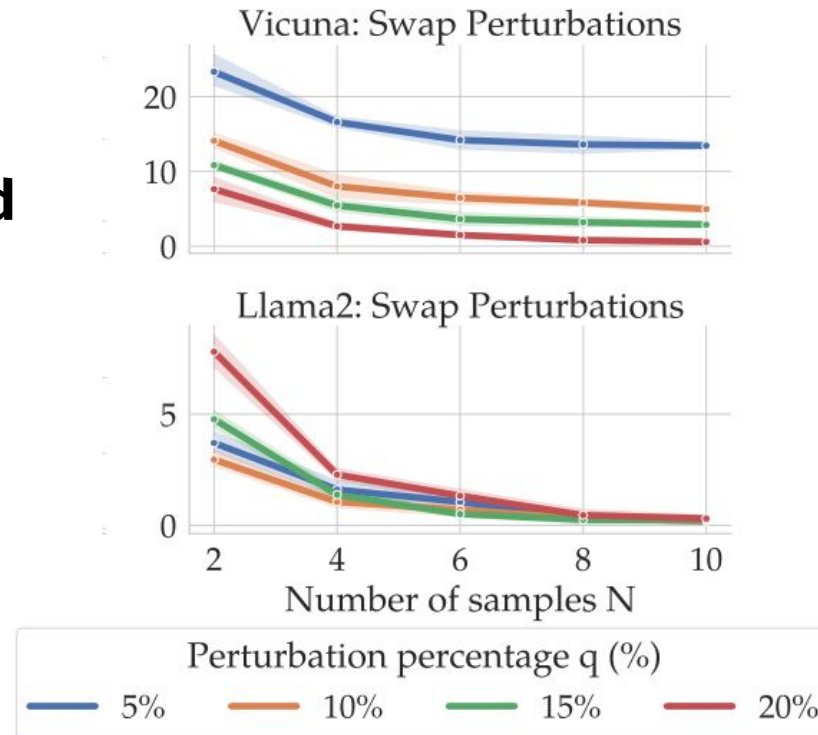 Vicuna: Swap Perturbations
20
10
0
d
Llama2: Swap Perturbations
5
0
2 4 6 8 10
Number of samples N
Perturbation percentage q (%)
5% 10% 15% 20%